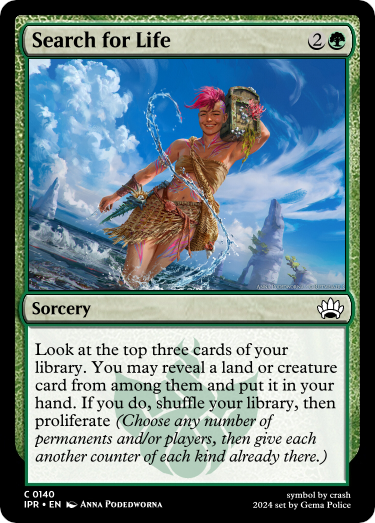 Search for Life 2
Sorcery
Look at the top three cards of your
library. You may reveal a land or creature
card from among them and put it in your
hand. If you do, shuffle your library, then
proliferate (Choose any number of
permanents and/or players, then give each
another counter of each kind already there.)
C 0140
IPR • EN Anna Podedworna
symbol by crash
2024 set by Gema Police